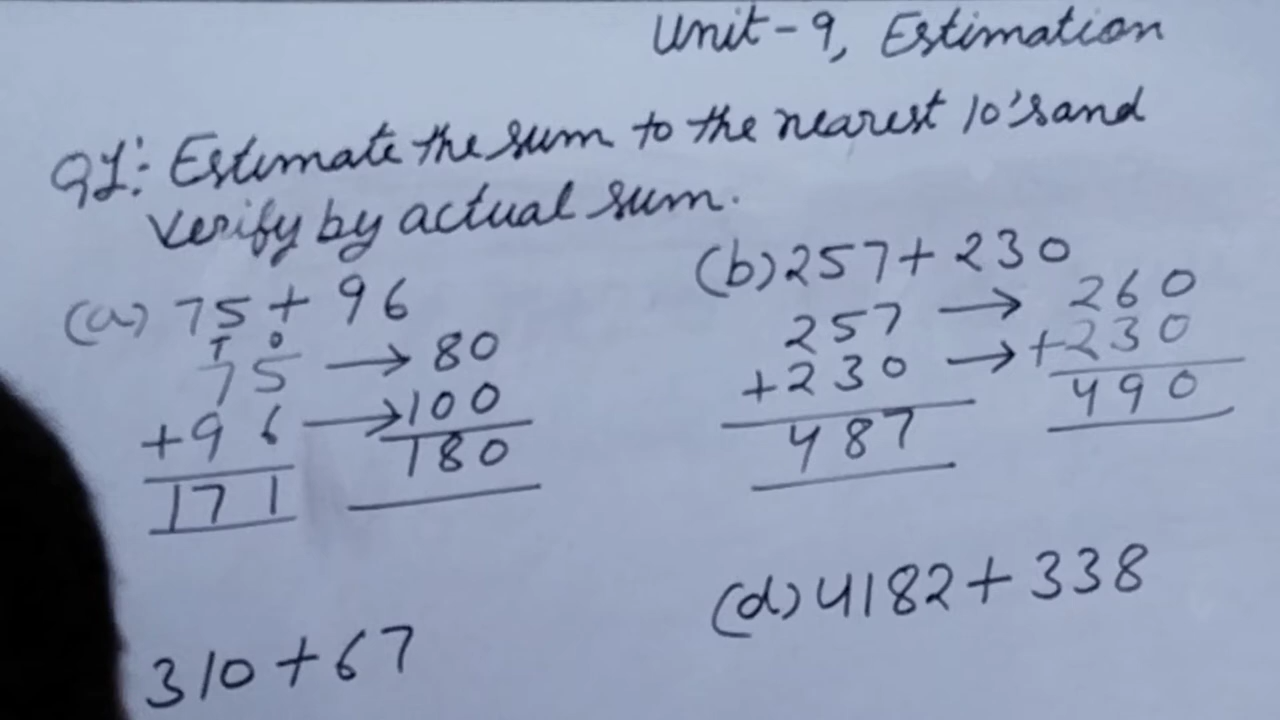 Unit-9, Estimation
Q1: Estimate the sum to the nearest 10's and
Verify by actual sum.
(a) 75 + 96
T O
75 → 80
+96 → 100
171 180
(b) 257 + 230
257 → 260
+230 → +230
487 490
310 + 67
(d) 4182 + 338